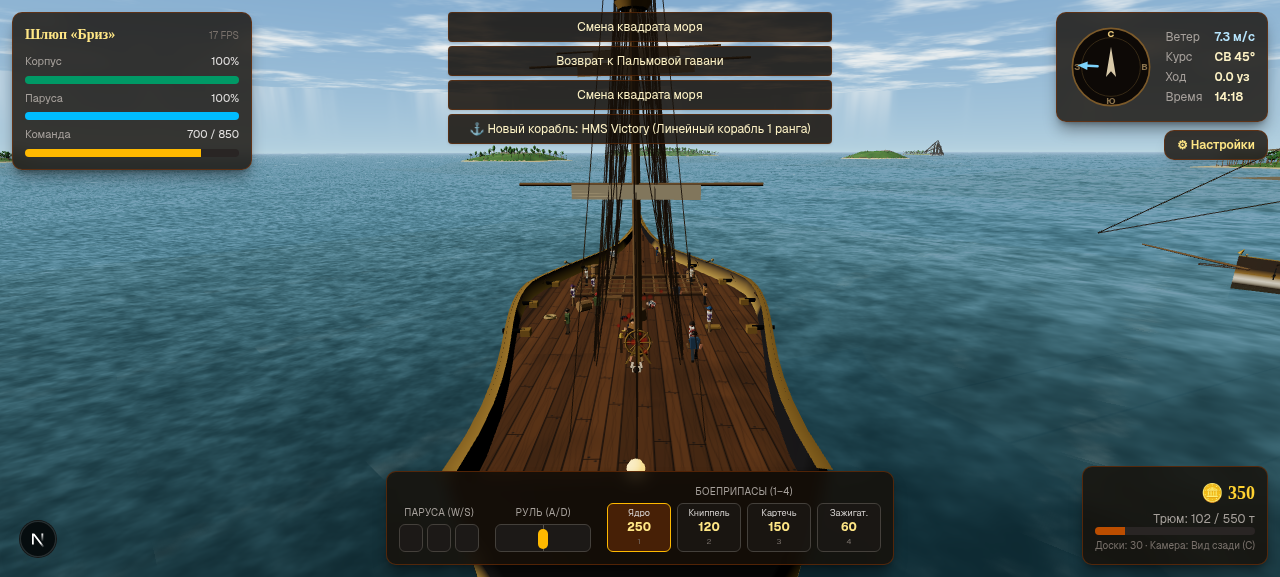 Шлюп «Бриз» 17 FPS
Корпус 100%
Паруса 100%
Команда 700 / 850
Смена квадрата моря
Возврат к Пальмовой гавани
Смена квадрата моря
⚓ Новый корабль: HMS Victory (Линейный корабль 1 ранга)
С
З В
Ю
Ветер 7.3 м/с
Курс СВ 45°
Ход 0.0 уз
Время 14:18
⚙ Настройки
ПАРУСА (W/S)
РУЛЬ (A/D)
БОЕПРИПАСЫ (1–4)
Ядро 250 1
Книппель 120 2
Картечь 150 3
Зажигат. 60 4
🪙 350
Трюм: 102 / 550 т
Доски: 30 · Камера: Вид сзади (C)
N